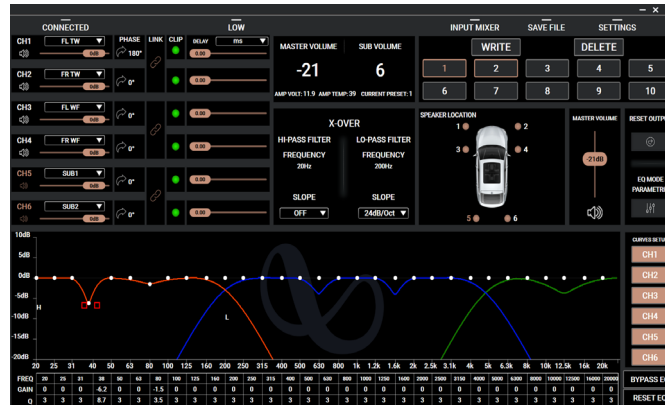 CONNECTED LOW INPUT MIXER SAVE FILE SETTINGS
PHASE LINK CLIP DELAY ms
CH1 FL TW 0dB 180° 0.00
CH2 FR TW 0dB 0° 0.00
CH3 FL WF 0dB 0° 0.00
CH4 FR WF 0dB 0° 0.00
CH5 SUB1 0dB 0° 0.00
CH6 SUB2 0dB 0° 0.00
MASTER VOLUME SUB VOLUME
-21 6
AMP VOLT: 11.9 AMP TEMP:39 CURRENT PRESET: 1
WRITE DELETE
1 2 3 4 5
6 7 8 9 10
X-OVER
HI-PASS FILTER LO-PASS FILTER
FREQUENCY FREQUENCY
20Hz 200Hz
SLOPE SLOPE
OFF 24dB/Oct
SPEAKER LOCATION
1 2
3 4
5 6
MASTER VOLUME
-21dB
RESET OUTPU
EQ MODE
PARAMETRI
10dB
5dB
0dB
-5dB
-10dB
-15dB
-20dB
H
L
20 25 31 40 50 63 80 100 125 160 200 250 315 400 500 630 800 1k 1.2k 1.6k 2k 2.5k 3.1k 4k 5k 6.3k 8k 10k 12.5k 16k 20k
CURVES SETU
CH1
CH2
CH3
CH4
CH5
CH6
FREQ 20 25 31 38 50 63 80 100 125 160 200 250 315 400 500 630 800 1000 1250 1600 2000 2500 3150 4000 5000 6300 8000 10000 12500 16000 20000
GAIN 0 0 0 -6.2 0 0 -1.5 0 0 0 0 0 0 0 0 0 0 0 0 0 0 0 0 0 0 0 0 0 0 0 0
Q 3 3 3 8.7 3 3 3.5 3 3 3 3 3 3 3 3 3 3 3 3 3 3 3 3 3 3 3 3 3 3 3 3
BYPASS E
RESET E